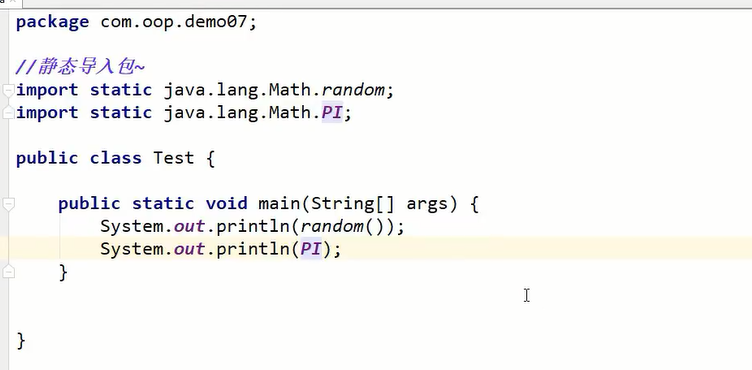 package com.oop.demo07;
//静态导入包~
import static java.lang.Math.random;
import static java.lang.Math.PI;
public class Test {
public static void main(String[] args) {
System.out.println(random());
System.out.println(PI);
}
}